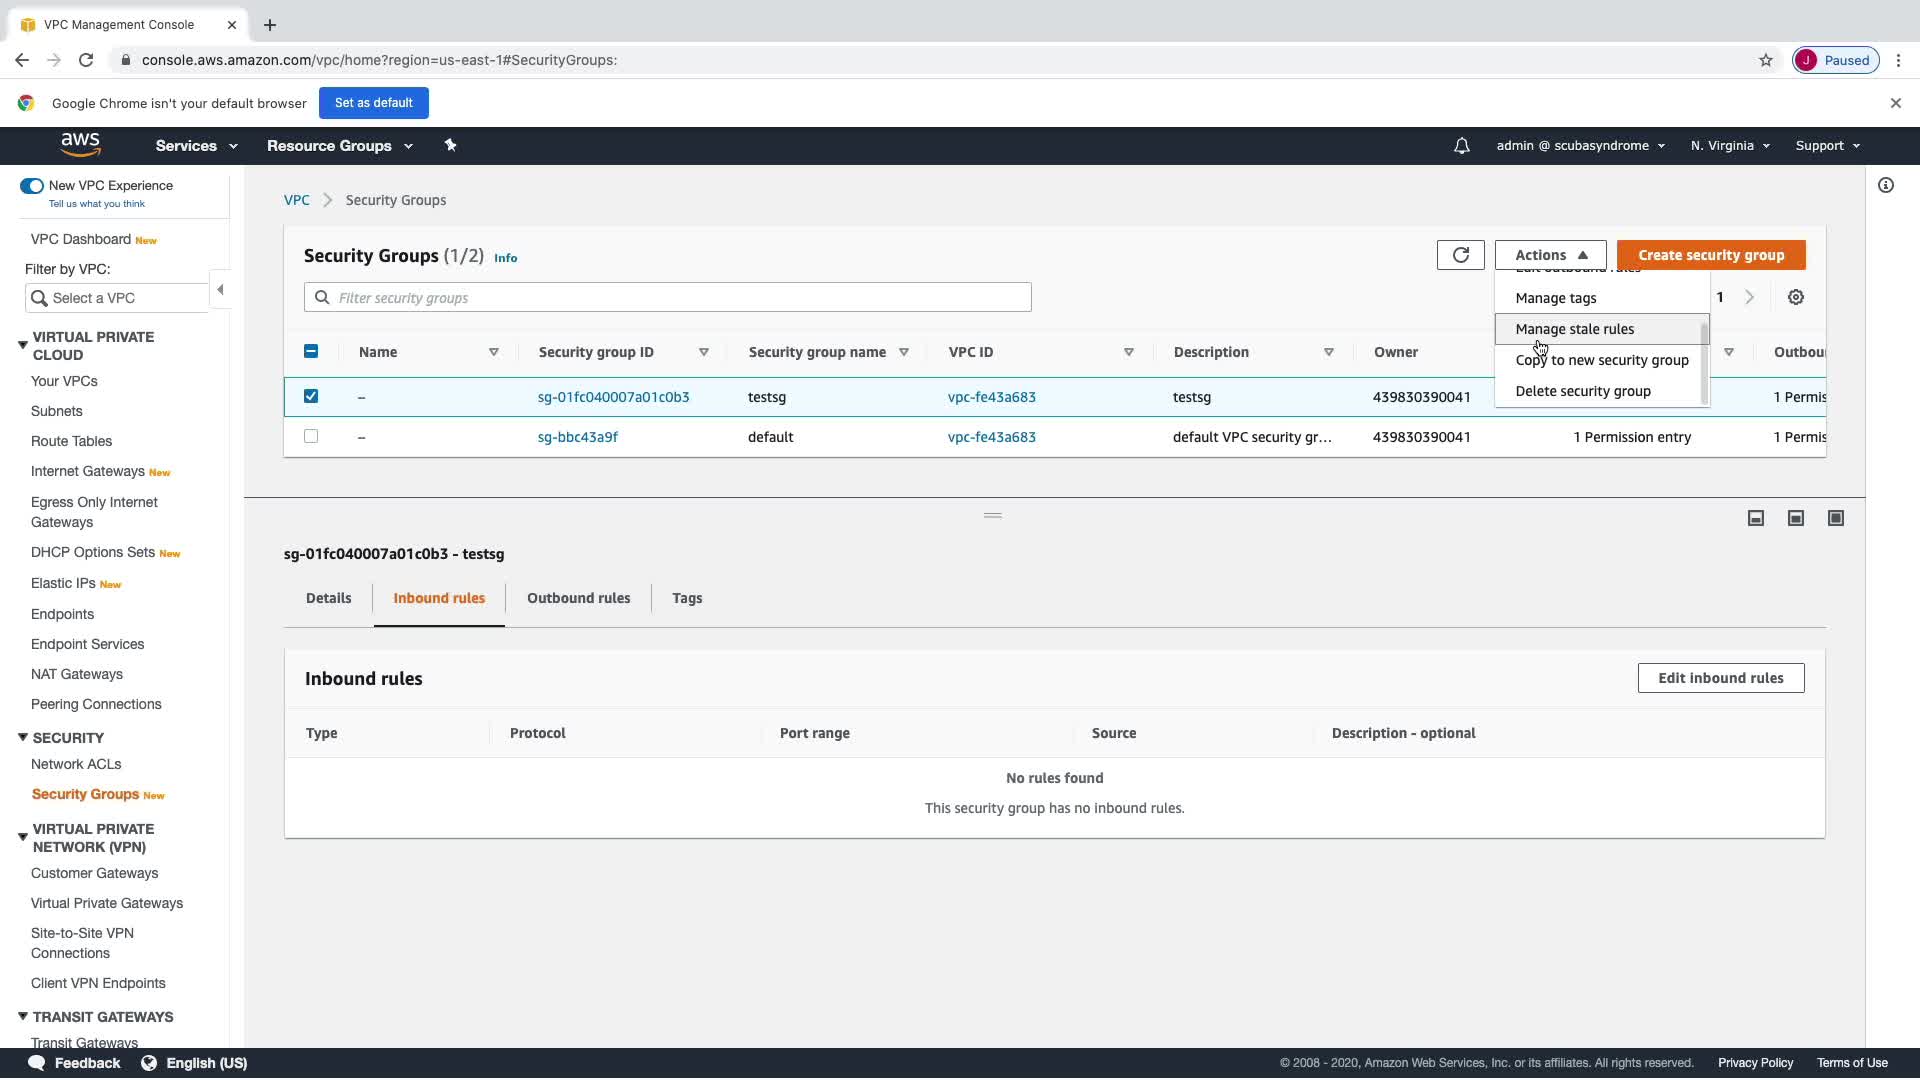 VPC Management Console
console.aws.amazon.com/vpc/home?region=us-east-1#SecurityGroups:
J Paused
Google Chrome isn't your default browser
Set as default
aws
Services
Resource Groups
admin @ scubasyndrome
N. Virginia
Support
New VPC Experience
Tell us what you think
VPC Dashboard New
Filter by VPC:
Select a VPC
VIRTUAL PRIVATE
CLOUD
Your VPCs
Subnets
Route Tables
Internet Gateways New
Egress Only Internet
Gateways
DHCP Options Sets New
Elastic IPs New
Endpoints
Endpoint Services
NAT Gateways
Peering Connections
SECURITY
Network ACLs
Security Groups New
VIRTUAL PRIVATE
NETWORK (VPN)
Customer Gateways
Virtual Private Gateways
Site-to-Site VPN
Connections
Client VPN Endpoints
TRANSIT GATEWAYS
Transit Gateways
VPC > Security Groups
Security Groups (1/2) Info
Actions
Create security group
Filter security groups
1
Edit outbound rules
Manage tags
Manage stale rules
Copy to new security group
Delete security group
Name Security group ID Security group name VPC ID Description Owner Outbou
– sg-01fc040007a01c0b3 testsg vpc-fe43a683 testsg 439830390041 1 Permis
– sg-bbc43a9f default vpc-fe43a683 default VPC security gr... 439830390041 1 Permission entry 1 Permis
sg-01fc040007a01c0b3 - testsg
Details
Inbound rules
Outbound rules
Tags
Inbound rules
Edit inbound rules
Type Protocol Port range Source Description - optional
No rules found
This security group has no inbound rules.
Feedback
English (US)
© 2008 - 2020, Amazon Web Services, Inc. or its affiliates. All rights reserved.
Privacy Policy
Terms of Use